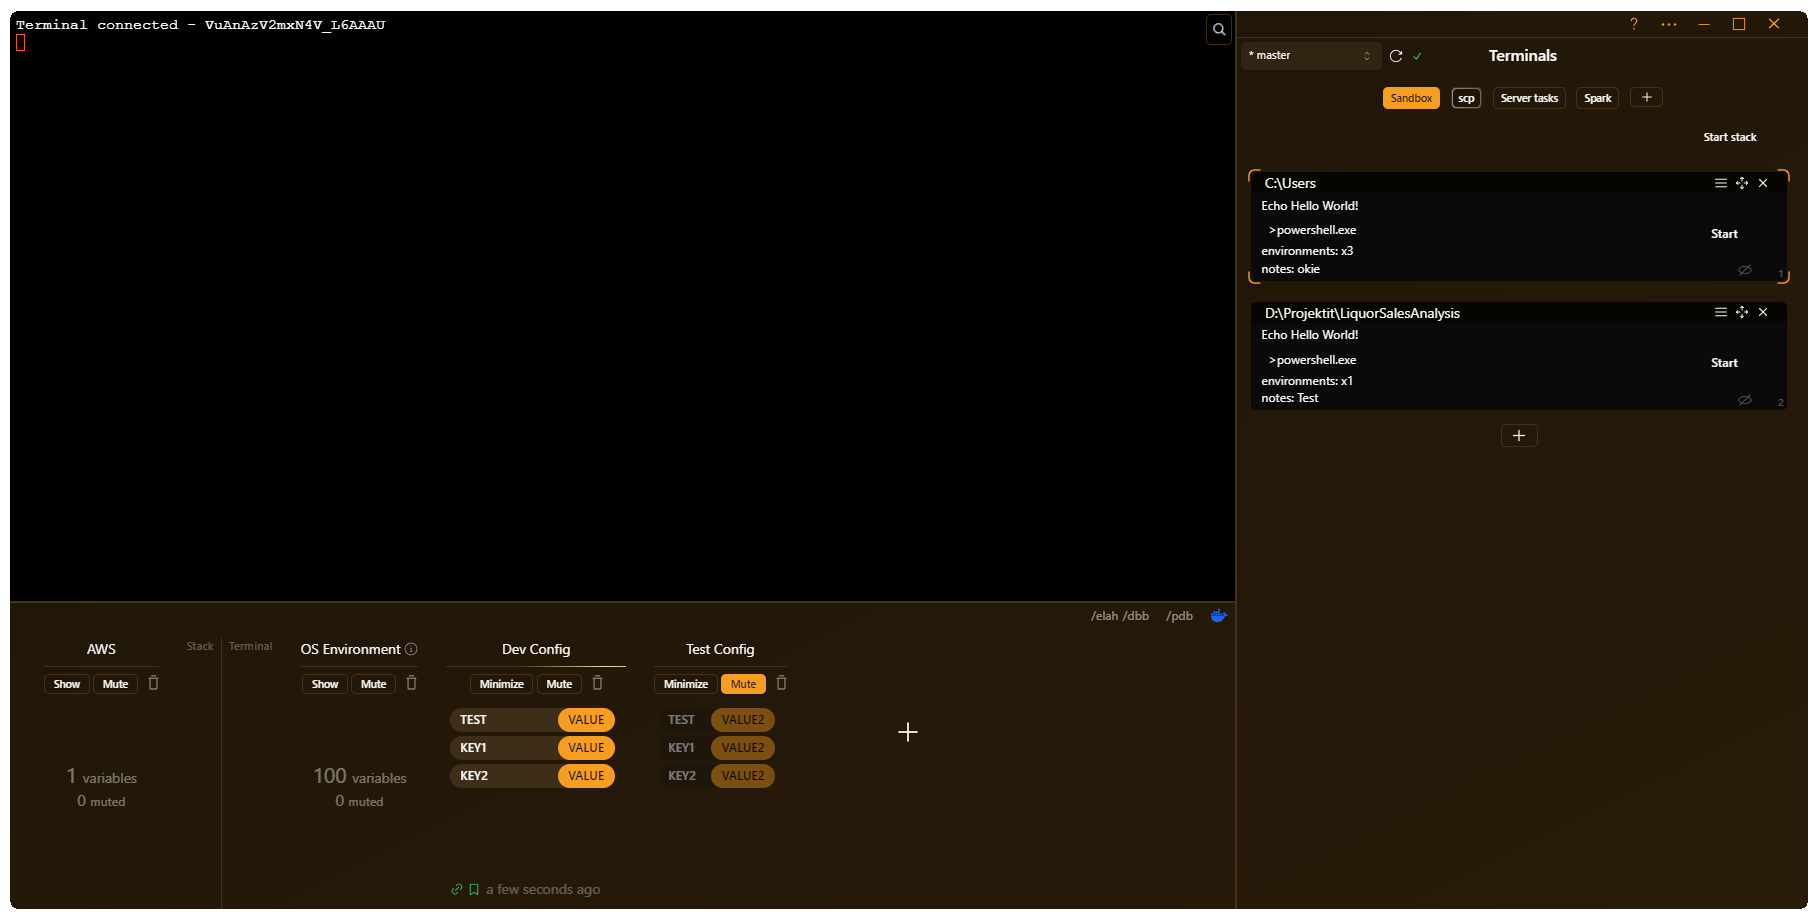 Terminal connected - VuAnAzV2mxN4V_L6AAAU
? ...
* master
Terminals
Sandbox scp Server tasks Spark +
Start stack
C:\Users
Echo Hello World!
>powershell.exe
Start
environments: x3
notes: okie
1
D:\Projektit\LiquorSalesAnalysis
Echo Hello World!
>powershell.exe
Start
environments: x1
notes: Test
2
+
/elah /dbb /pdb
AWS
Show Mute
1 variables
0 muted
Stack Terminal
OS Environment
Show Mute
100 variables
0 muted
Dev Config
Minimize Mute
TEST VALUE
KEY1 VALUE
KEY2 VALUE
a few seconds ago
Test Config
Minimize Mute
TEST VALUE2
KEY1 VALUE2
KEY2 VALUE2
+